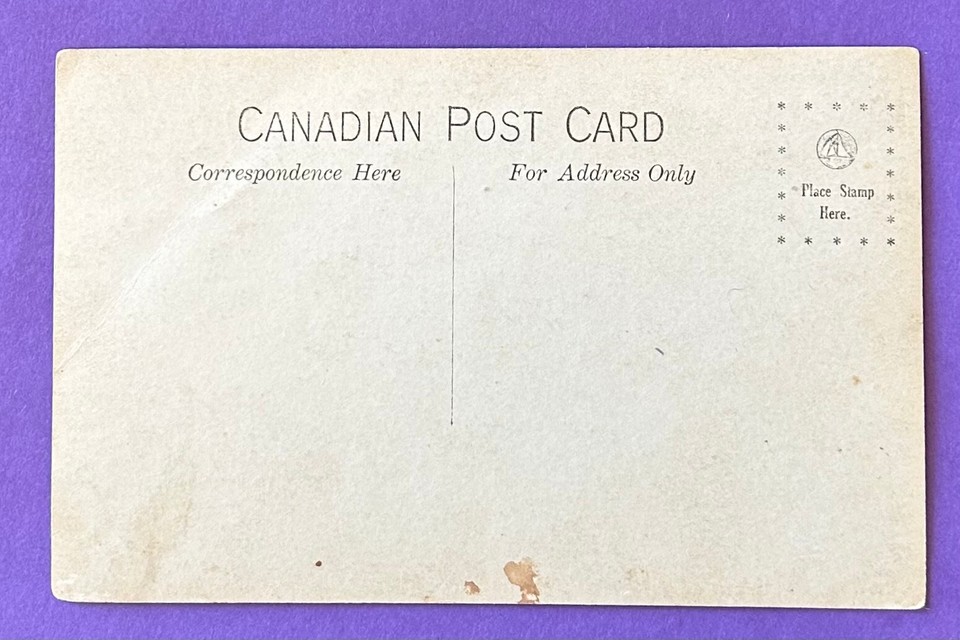 CANADIAN POST CARD
Correspondence Here
For Address Only
Place Stamp
Here.